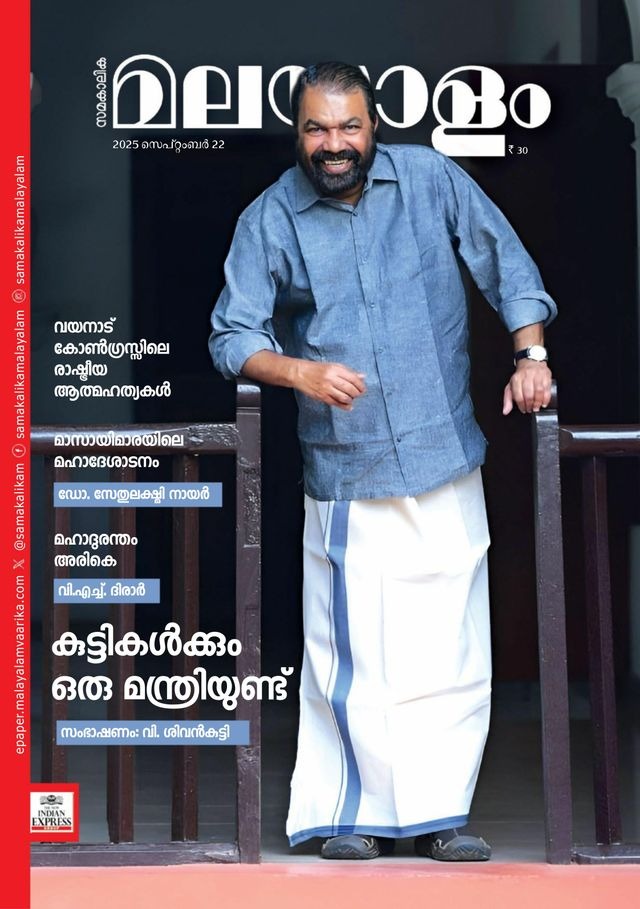 സമകാലിക
മലയാളം
2025 സെപ്റ്റംബർ 22
₹ 30
വയനാട്
കോൺഗ്രസ്സിലെ
രാഷ്ട്രീയ
ആത്മഹത്യകൾ
മാസായിമാരയിലെ
മഹാദേശാടനം
ഡോ. സേതുലക്ഷ്മി നായർ
മഹാദുരന്തം
അരികെ
വി.എച്ച്. ദിരാർ
കുട്ടികൾക്കും
ഒരു മന്ത്രിയുണ്ട്
സംഭാഷണം: വി. ശിവൻകുട്ടി
epaper.malayalamvaarika.com @samakalikam samakalikamalayalam samakalikamalayalam
THE NEW
INDIAN
EXPRESS
GROUP